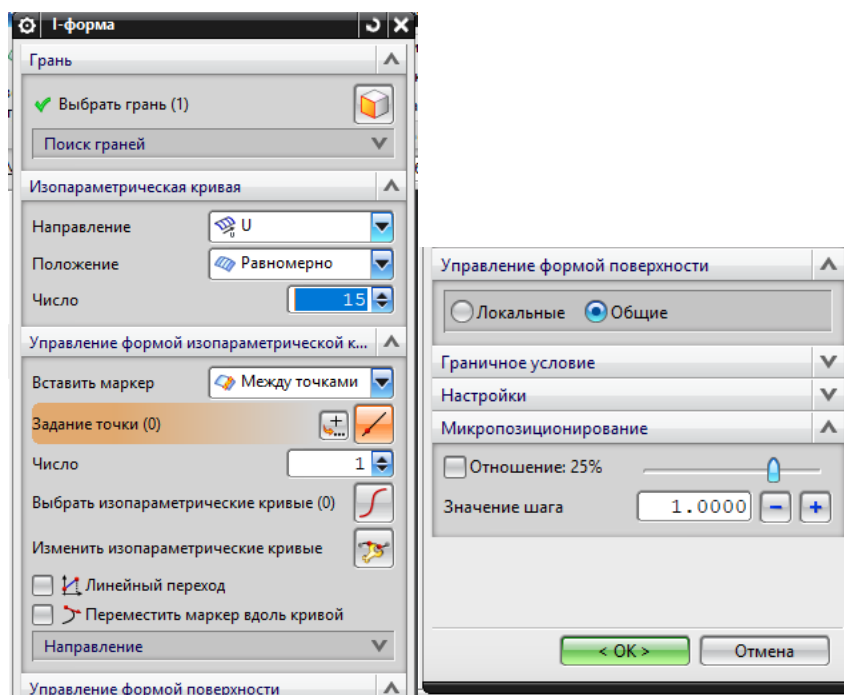 I-форма
Грань
Выбрать грань (1)
Поиск граней
Изопараметрическая кривая
Направление
U
Положение
Равномерно
Число
15
Управление формой изопараметрической к...
Вставить маркер
Между точками
Задание точки (0)
Число
1
Выбрать изопараметрические кривые (0)
Изменить изопараметрические кривые
Линейный переход
Переместить маркер вдоль кривой
Направление
Управление формой поверхности
Управление формой поверхности
Локальные Общие
Граничное условие
Настройки
Микропозиционирование
Отношение: 25%
Значение шага
1.0000
< OK > Отмена